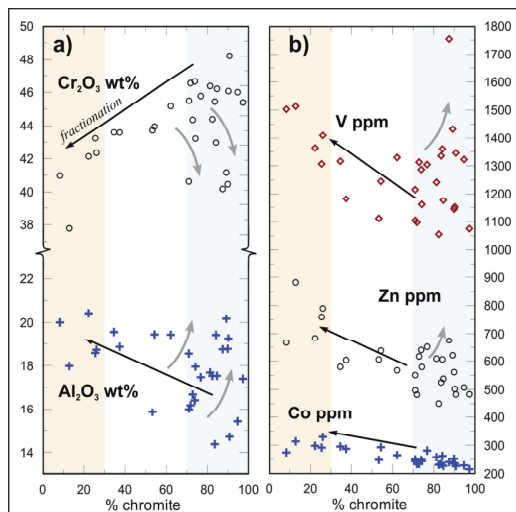 a)
Cr₂O₃ wt%
fractionation
Al₂O₃ wt%
50
48
46
44
42
40
38
20
18
16
14
0 20 40 60 80 100
% chromite
b)
V ppm
Zn ppm
Co ppm
1800
1700
1600
1500
1400
1300
1200
1100
1000
900
800
700
600
500
400
300
200
0 20 40 60 80 100
% chromite